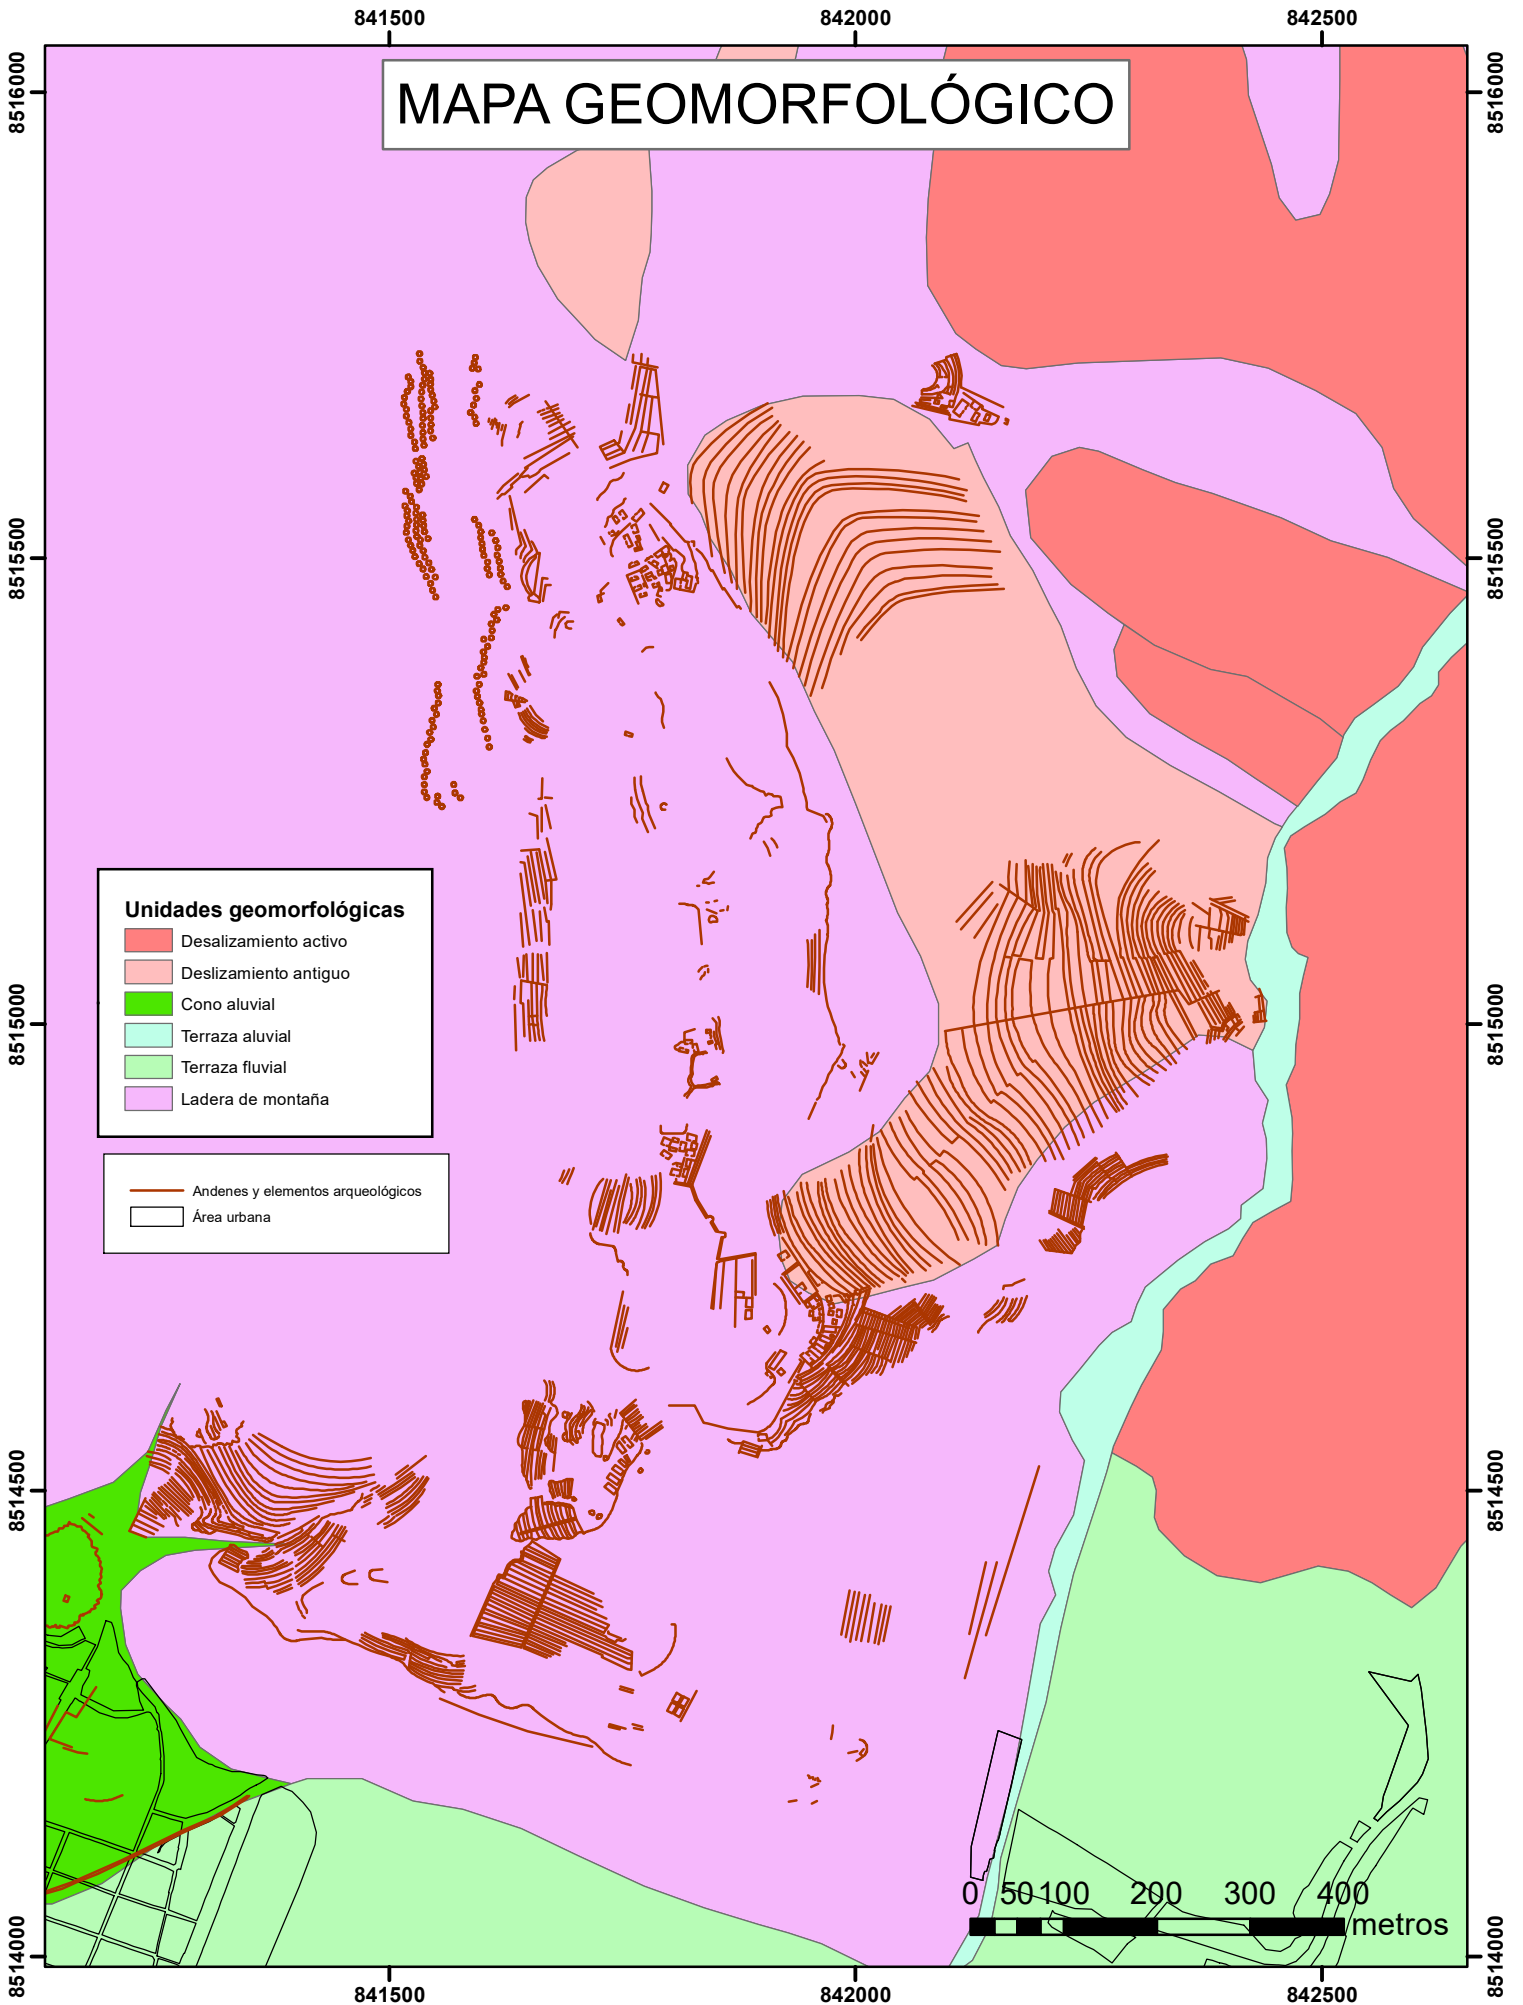 841500 842000 842500
MAPA GEOMORFOLÓGICO
8516000 8516000
8515500 8515500
Unidades geomorfológicas
Desalizamiento activo
Deslizamiento antiguo
Cono aluvial
Terraza aluvial
Terraza fluvial
Ladera de montaña
8515000 8515000
Andenes y elementos arqueológicos
Área urbana
8514500 8514500
0 50 100 200 300 400
metros
8514000 8514000
841500 842000 842500